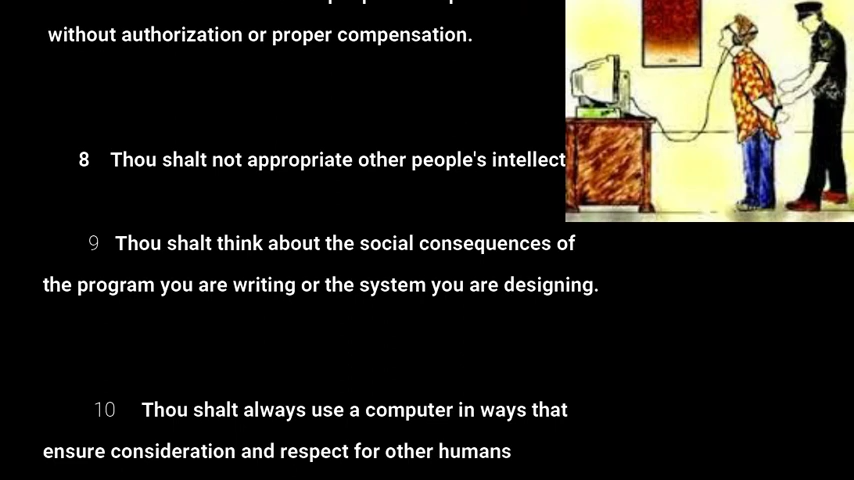 without authorization or proper compensation.
8 Thou shalt not appropriate other people's intellect
9 Thou shalt think about the social consequences of
the program you are writing or the system you are designing.
10 Thou shalt always use a computer in ways that
ensure consideration and respect for other humans